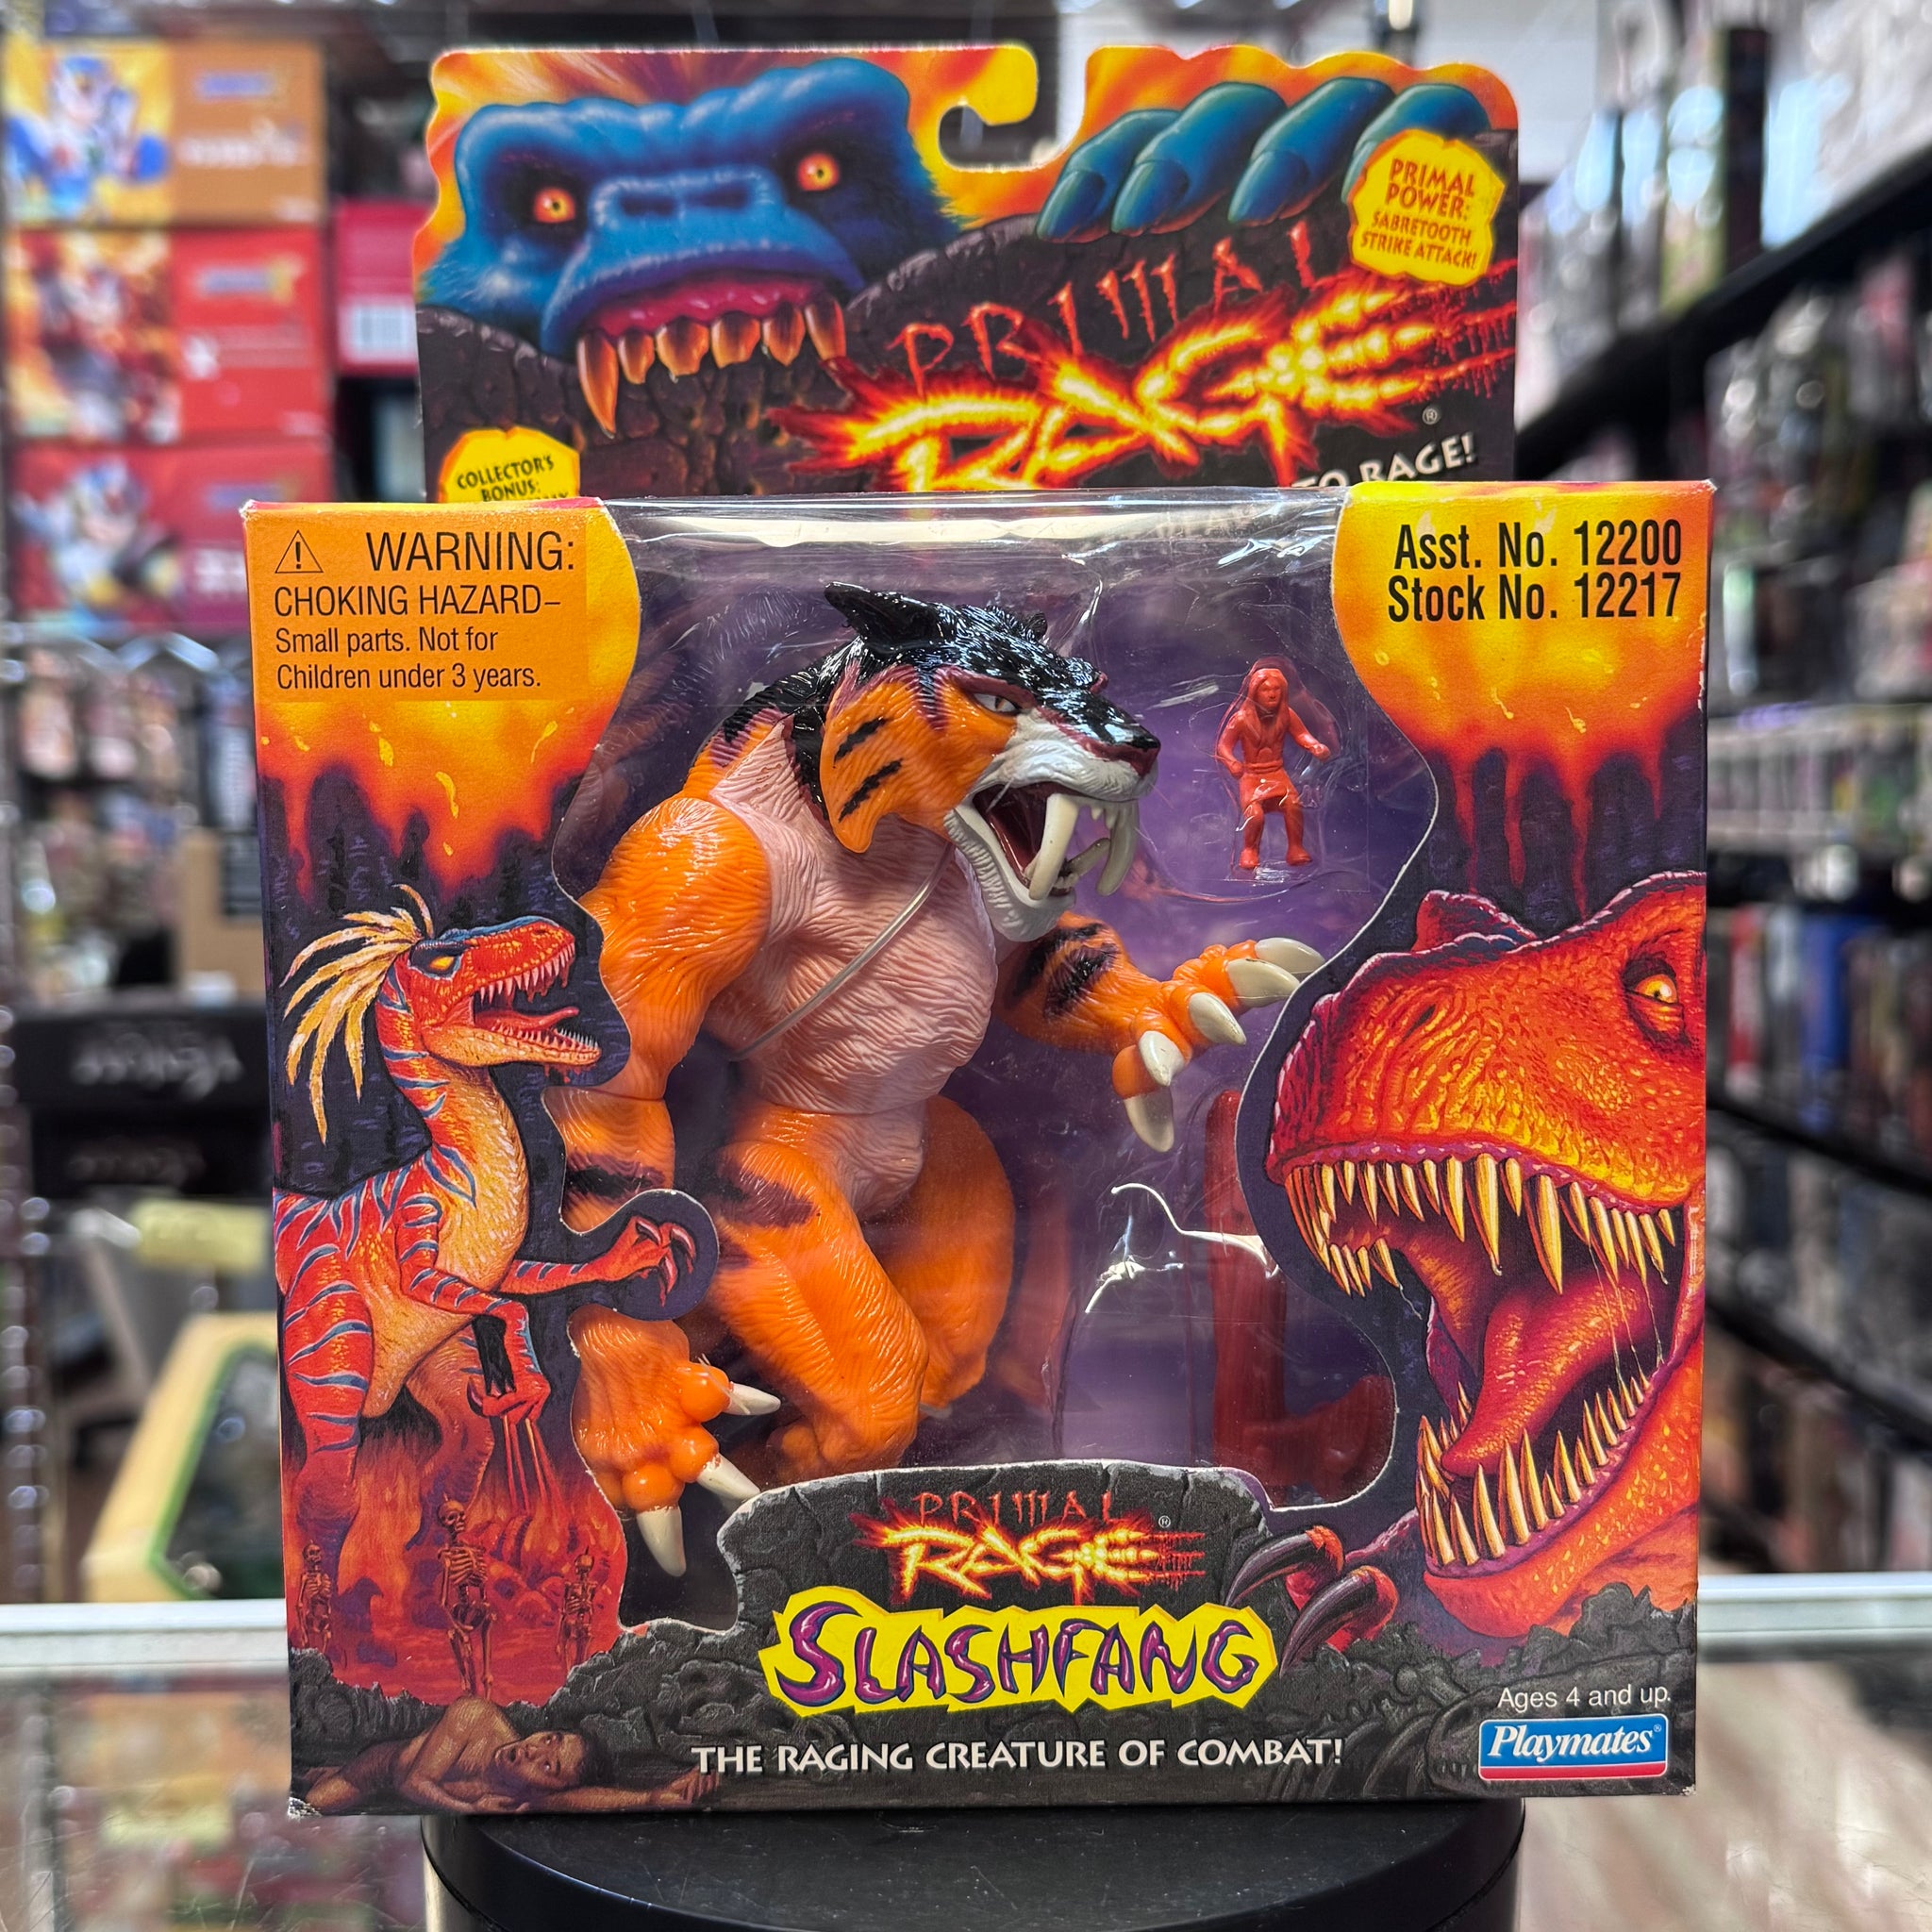 PRIMAL
POWER:
SABRETOOTH
STRIKE ATTACK!
PRIMAL
RAGE®
TO RAGE!
COLLECTOR'S
BONUS:
⚠ WARNING:
CHOKING HAZARD–
Small parts. Not for
Children under 3 years.
Asst. No. 12200
Stock No. 12217
PRIMAL
RAGE®
SLASHFANG
THE RAGING CREATURE OF COMBAT!
Ages 4 and up.
Playmates®